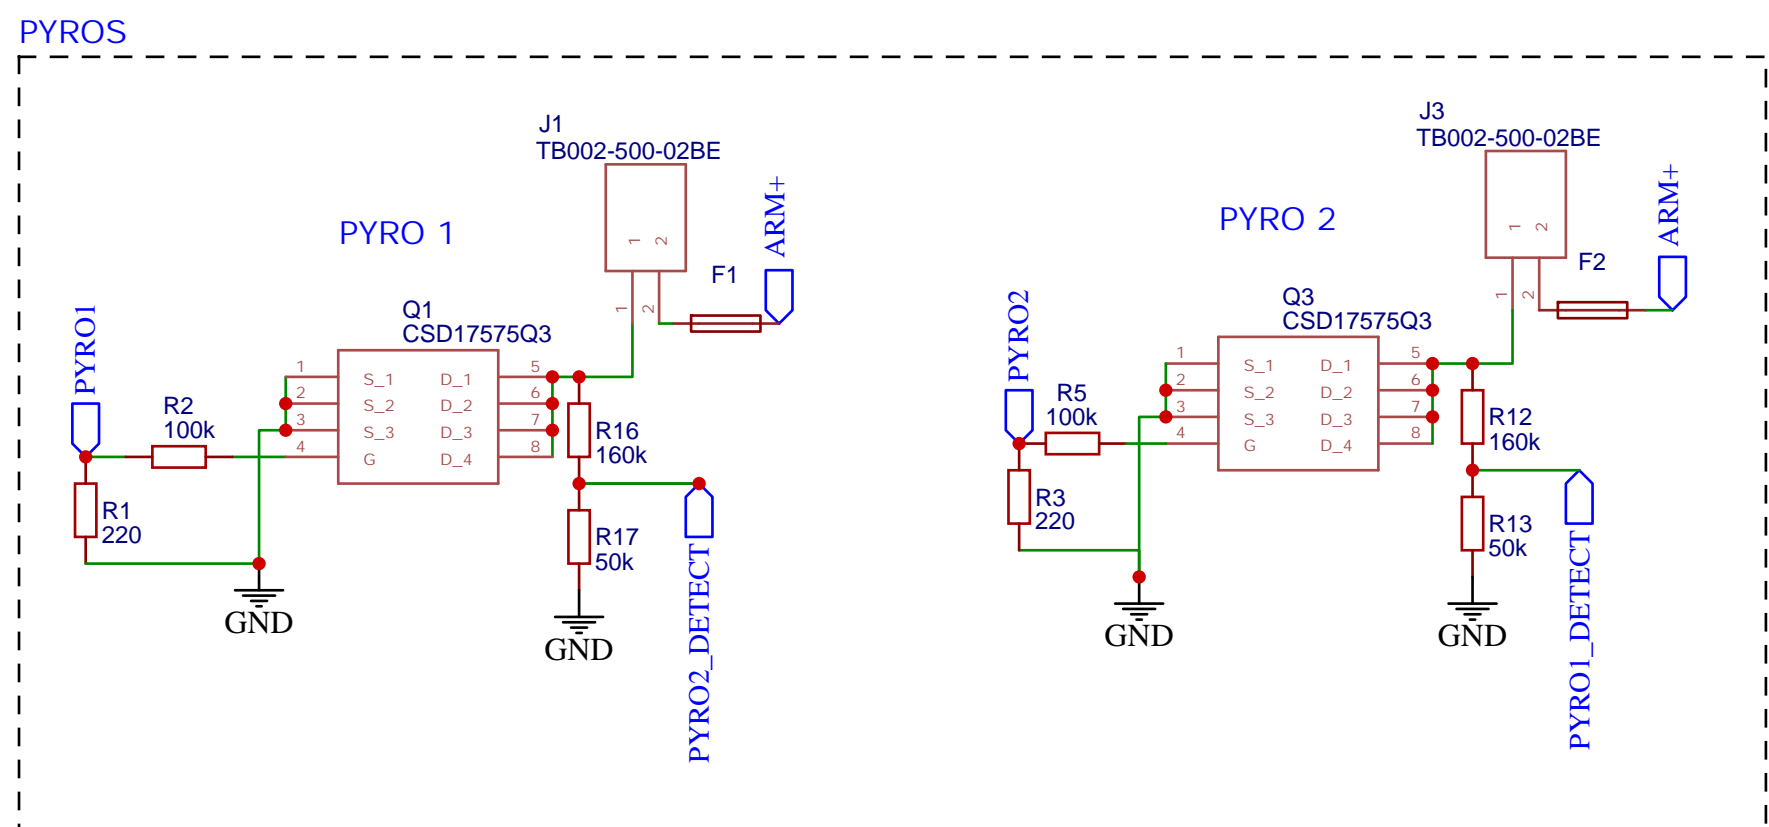 PYROS
PYRO 1
J1
TB002-500-02BE
1
2
1
2
F1
ARM+
Q1
CSD17575Q3
PYRO1
R2
100k
R1
220
1
2
3
4
S_1
S_2
S_3
G
D_1
D_2
D_3
D_4
5
6
7
8
R16
160k
R17
50k
GND
GND
PYRO2_DETECT
PYRO 2
J3
TB002-500-02BE
1
2
1
2
F2
ARM+
Q3
CSD17575Q3
PYRO2
R5
100k
R3
220
1
2
3
4
S_1
S_2
S_3
G
D_1
D_2
D_3
D_4
5
6
7
8
R12
160k
R13
50k
GND
GND
PYRO1_DETECT